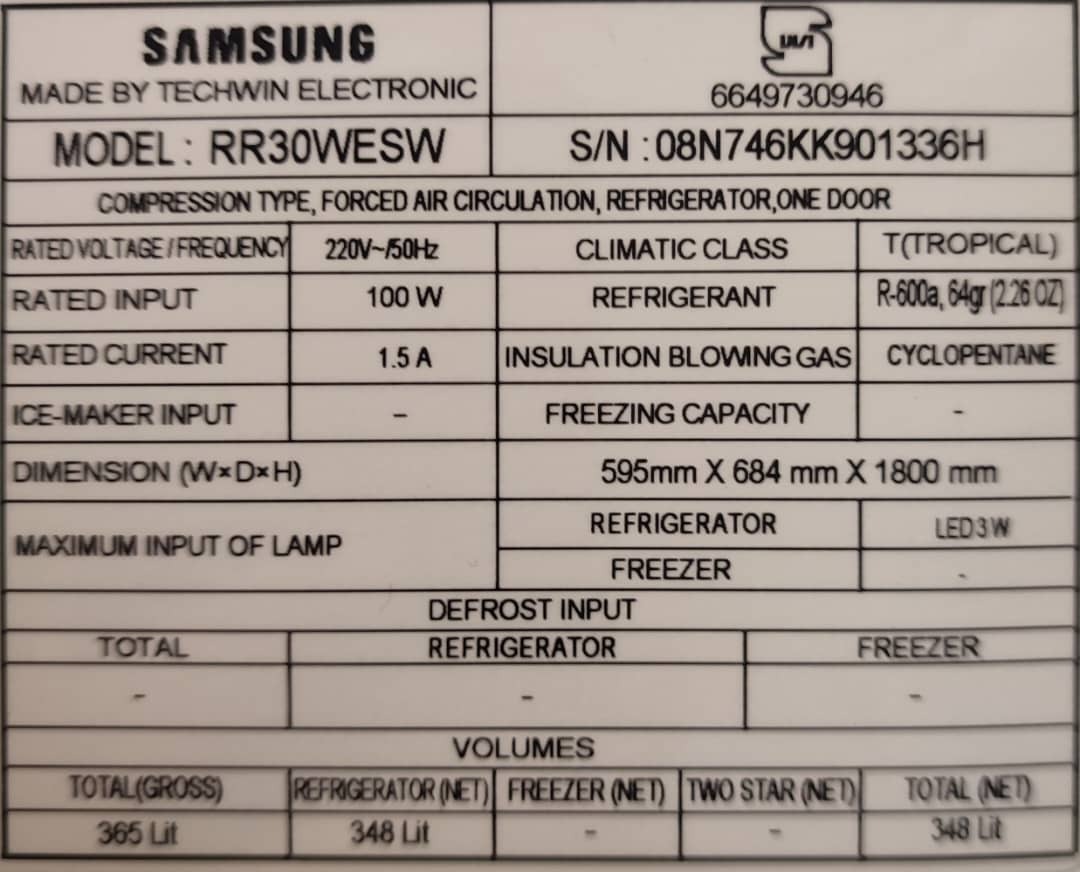 SAMSUNG
MADE BY TECHWIN ELECTRONIC
6649730946
MODEL : RR30WESW S/N : 08N746KK901336H
COMPRESSION TYPE, FORCED AIR CIRCULATION, REFRIGERATOR,ONE DOOR
RATED VOLTAGE / FREQUENCY 220V~/50Hz CLIMATIC CLASS T(TROPICAL)
RATED INPUT 100 W REFRIGERANT R-600a, 64gr (2.26 OZ)
RATED CURRENT 1.5 A INSULATION BLOWING GAS CYCLOPENTANE
ICE-MAKER INPUT - FREEZING CAPACITY -
DIMENSION (W×D×H) 595mm X 684 mm X 1800 mm
MAXIMUM INPUT OF LAMP
REFRIGERATOR LED3W
FREEZER -
DEFROST INPUT
TOTAL REFRIGERATOR FREEZER
- - -
VOLUMES
TOTAL(GROSS) REFRIGERATOR (NET) FREEZER (NET) TWO STAR (NET) TOTAL (NET)
365 Lit 348 Lit - - 348 Lit